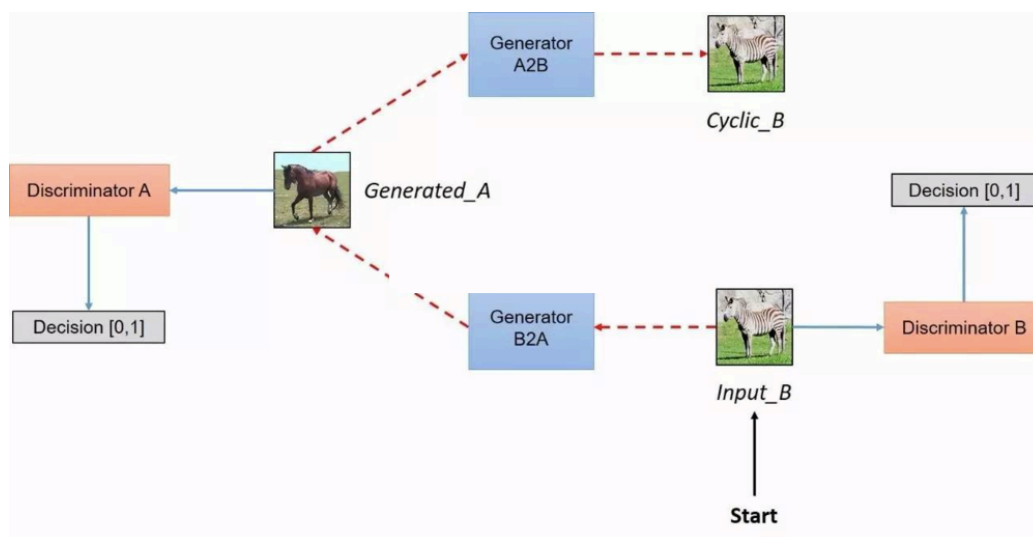 Generator
A2B
Cyclic_B
Discriminator A
Generated_A
Decision [0,1]
Decision [0,1]
Generator
B2A
Discriminator B
Input_B
Start